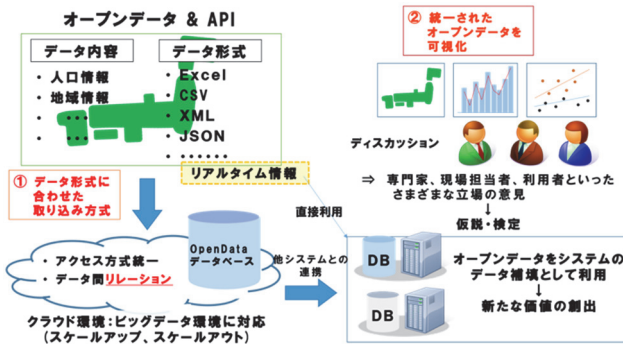 オープンデータ & API
データ内容
データ形式
・ 人口情報
・ 地域情報
・ …
・ …
・ Excel
・ CSV
・ XML
・ JSON
・ ……
リアルタイム情報
① データ形式に
合わせた
取り込み方式
・ アクセス方式統一
・ データ間リレーション
OpenData
データベース
クラウド環境:ビッグデータ環境に対応
(スケールアップ、スケールアウト)
直接利用
他システムとの
連携
② 統一された
オープンデータを
可視化
ディスカッション
⇒ 専門家、現場担当者、利用者といった
さまざまな立場の意見
↓
仮説・検定
DB
DB
オープンデータをシステムの
データ補填として利用
↓
新たな価値の創出